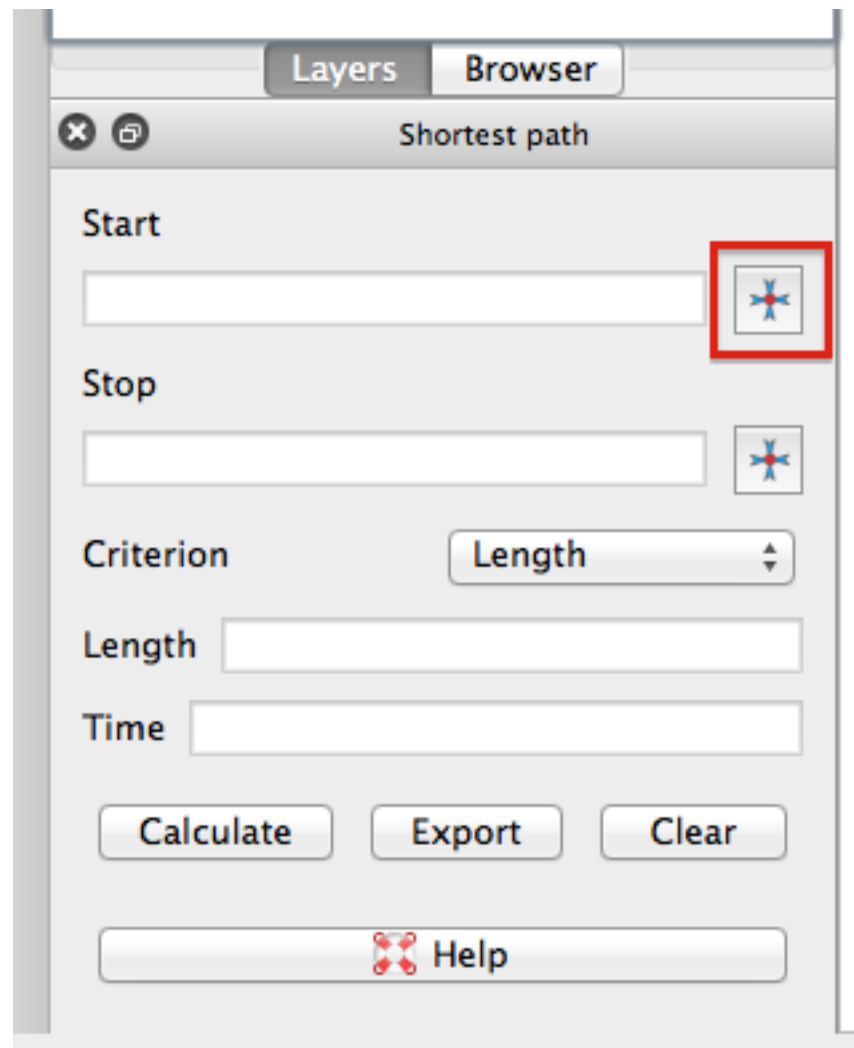 Layers Browser
Shortest path
Start
Stop
Criterion Length
Length
Time
Calculate Export Clear
Help